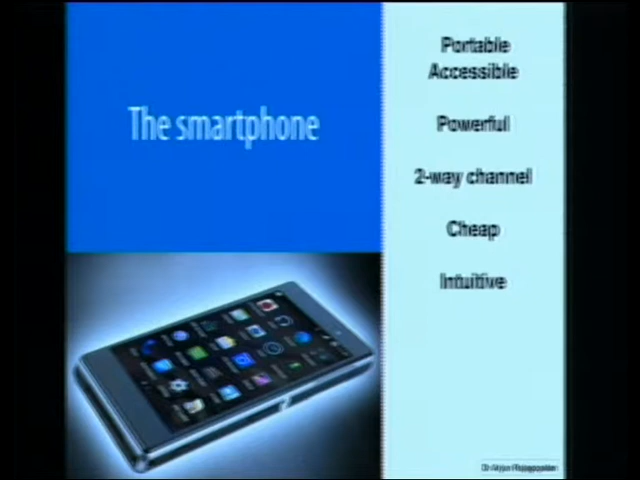 The smartphone
Portable
Accessible
Powerful
2-way channel
Cheap
Intuitive